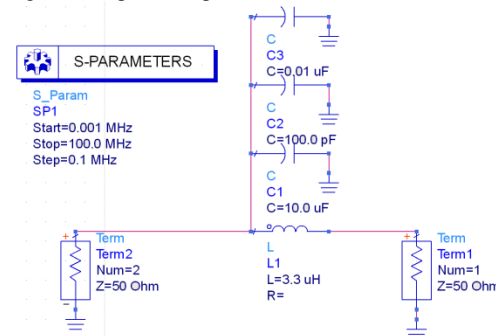 C
C3
C=0.01 uF
S-PARAMETERS
S_Param
SP1
Start=0.001 MHz
Stop=100.0 MHz
Step=0.1 MHz
C
C2
C=100.0 pF
C
C1
C=10.0 uF
Term
Term2
Num=2
Z=50 Ohm
L
L1
L=3.3 uH
R=
Term
Term1
Num=1
Z=50 Ohm